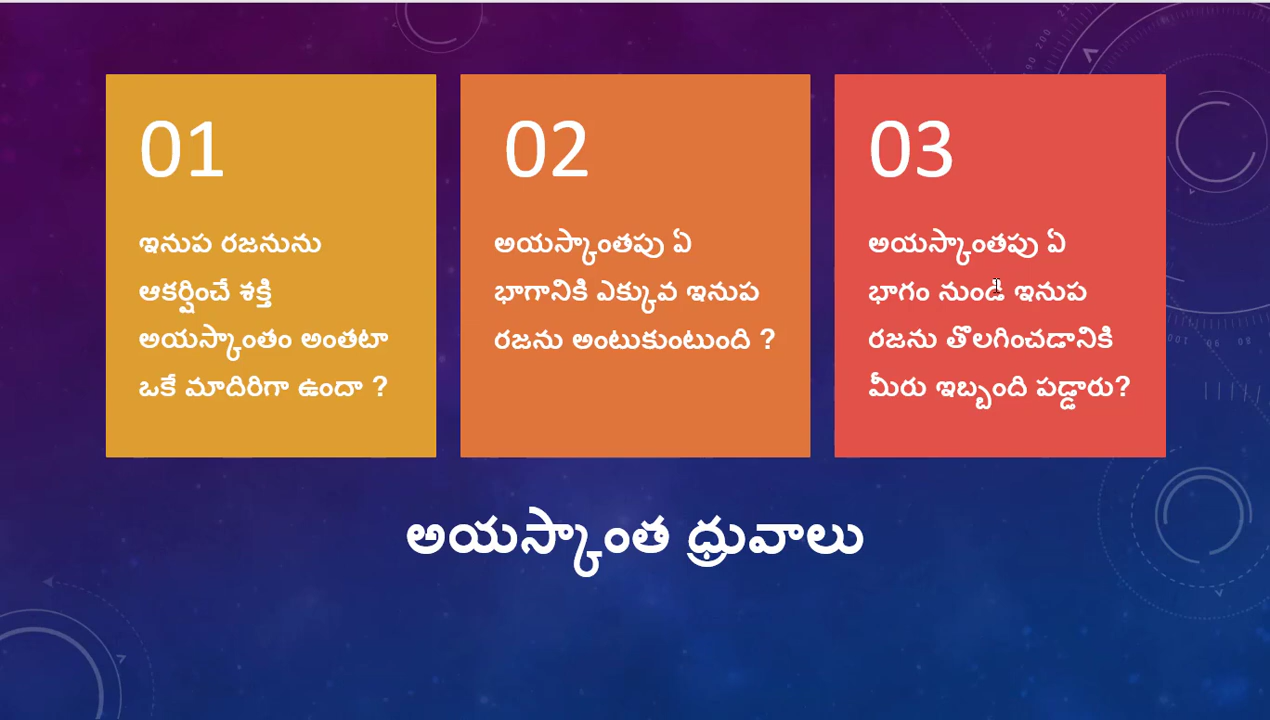 01
ఇనుప రజనును
ఆకర్షించే శక్తి
అయస్కాంతం అంతటా
ఒకే మాదిరిగా ఉందా ?
02
అయస్కాంతపు ఏ
భాగానికి ఎక్కువ ఇనుప
రజను అంటుకుంటుంది ?
03
అయస్కాంతపు ఏ
భాగం నుండి ఇనుప
రజను తొలగించడానికి
మీరు ఇబ్బంది పడ్డారు?
అయస్కాంత ధ్రువాలు